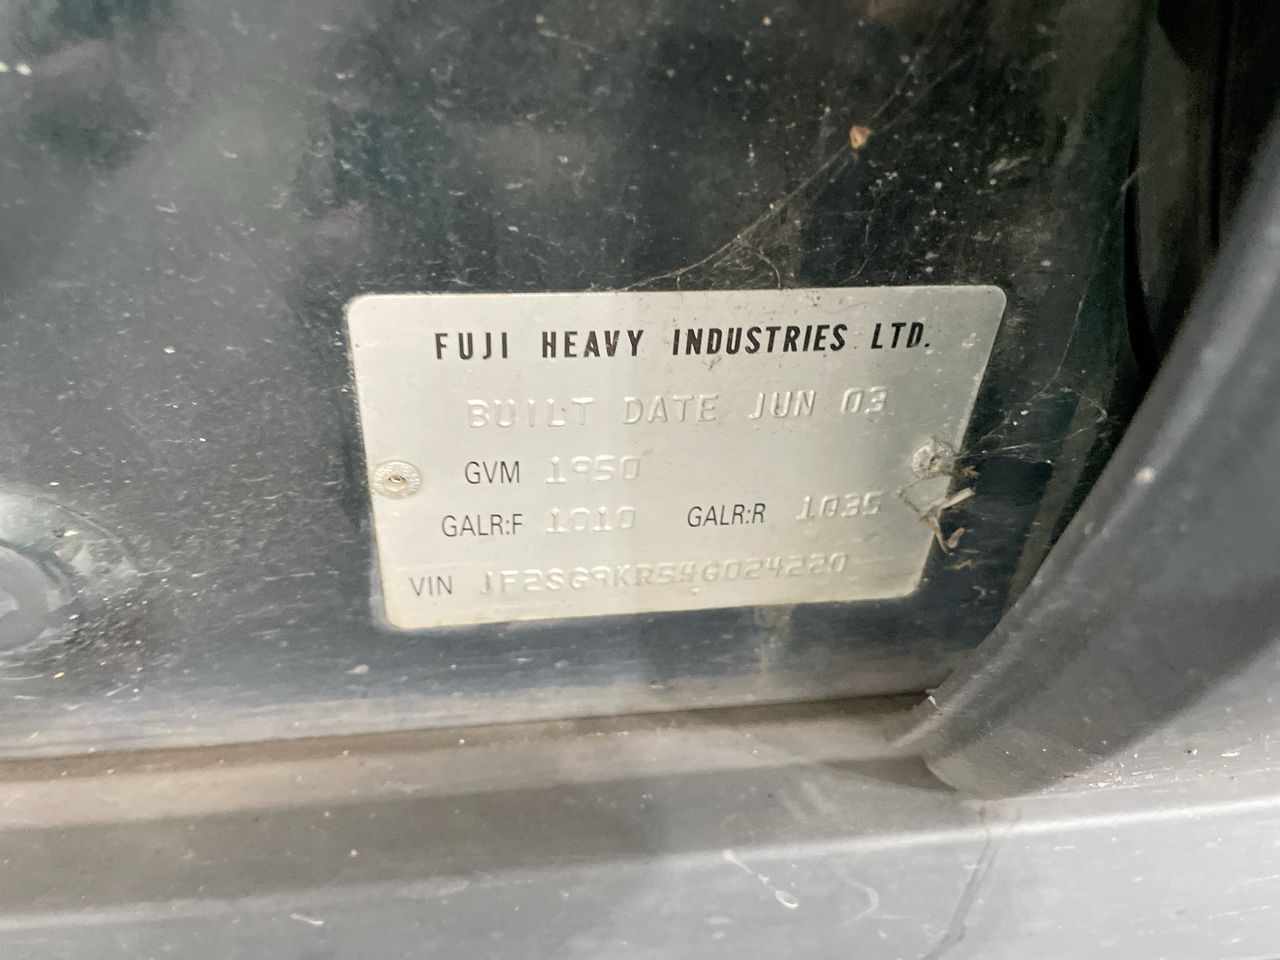 FUJI HEAVY INDUSTRIES LTD.
BUILT DATE JUN 03
GVM 1950
GALR:F 1010 GALR:R 1035
VIN JF2SG9KR54G024220